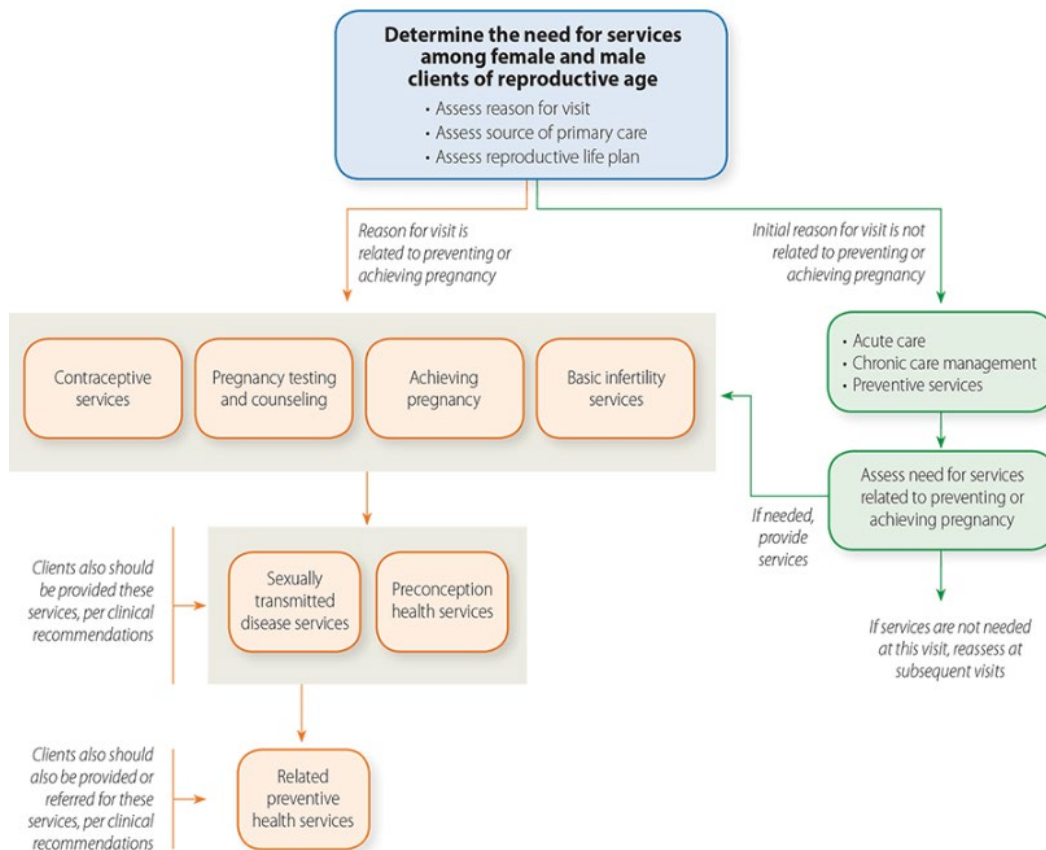 Determine the need for services
among female and male
clients of reproductive age
• Assess reason for visit
• Assess source of primary care
• Assess reproductive life plan
Reason for visit is
related to preventing or
achieving pregnancy
Initial reason for visit is not
related to preventing or
achieving pregnancy
Contraceptive
services
Pregnancy testing
and counseling
Achieving
pregnancy
Basic infertility
services
• Acute care
• Chronic care management
• Preventive services
Assess need for services
related to preventing or
achieving pregnancy
If needed,
provide
services
If services are not needed
at this visit, reassess at
subsequent visits
Clients also should
be provided these
services, per clinical
recommendations
Sexually
transmitted
disease services
Preconception
health services
Clients also should
also be provided or
referred for these
services, per clinical
recommendations
Related
preventive
health services